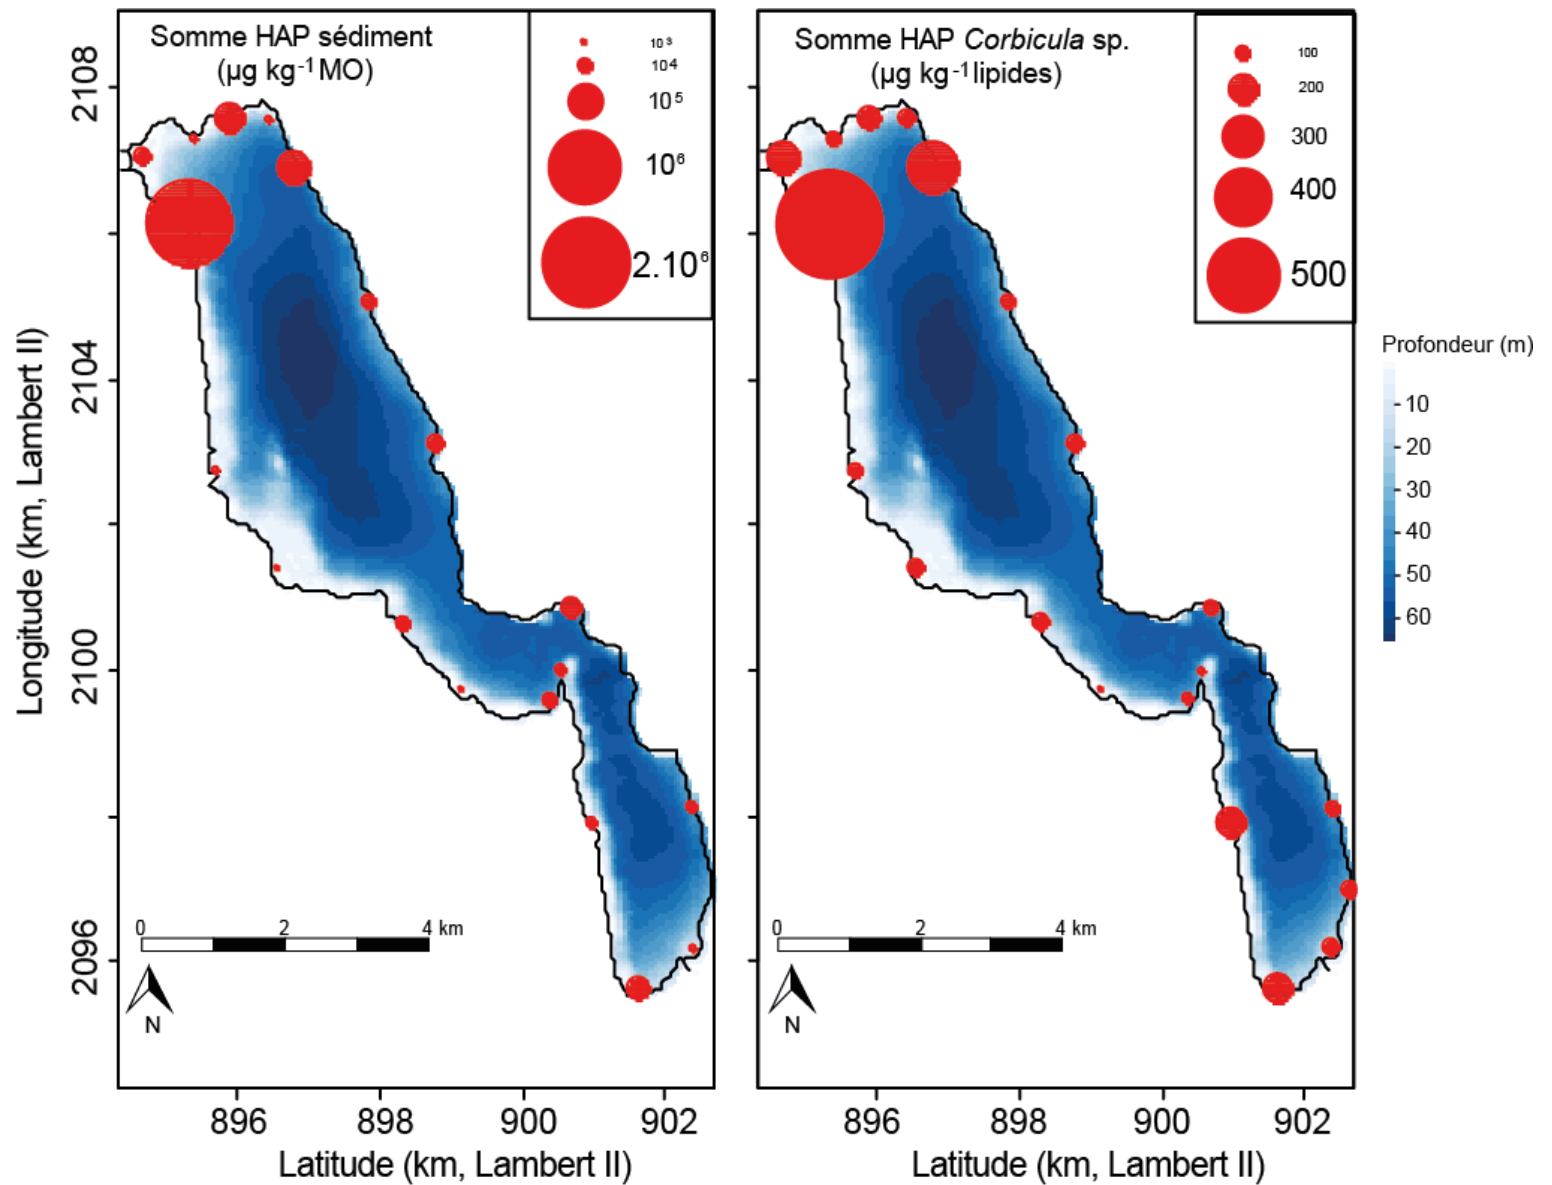 Somme HAP sédiment
(µg kg-1 MO)
10³
10⁴
10⁵
10⁶
2.10⁶
Somme HAP Corbicula sp.
(µg kg-1 lipides)
100
200
300
400
500
Profondeur (m)
10
20
30
40
50
60
Longitude (km, Lambert II)
2108
2104
2100
2096
0 2 4 km
N
0 2 4 km
N
896 898 900 902
896 898 900 902
Latitude (km, Lambert II)
Latitude (km, Lambert II)